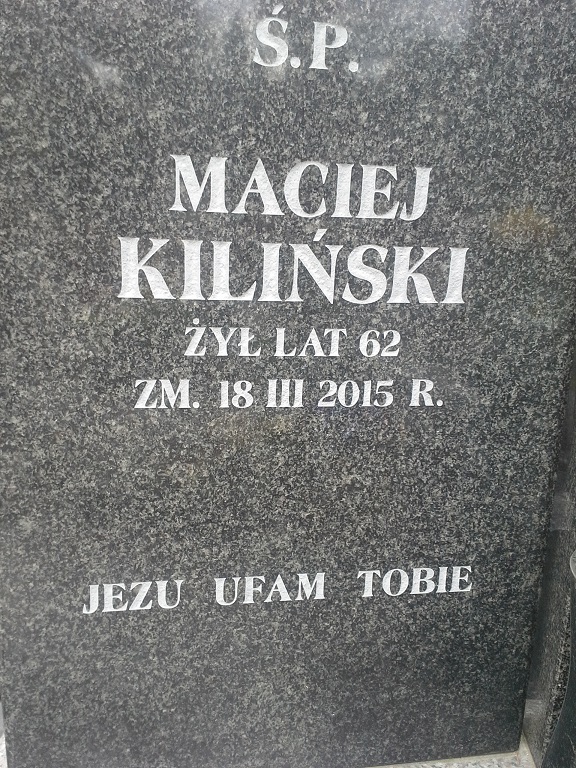 Ś.P.
MACIEJ
KILIŃSKI
ŻYŁ LAT 62
ZM. 18 III 2015 R.
JEZU UFAM TOBIE